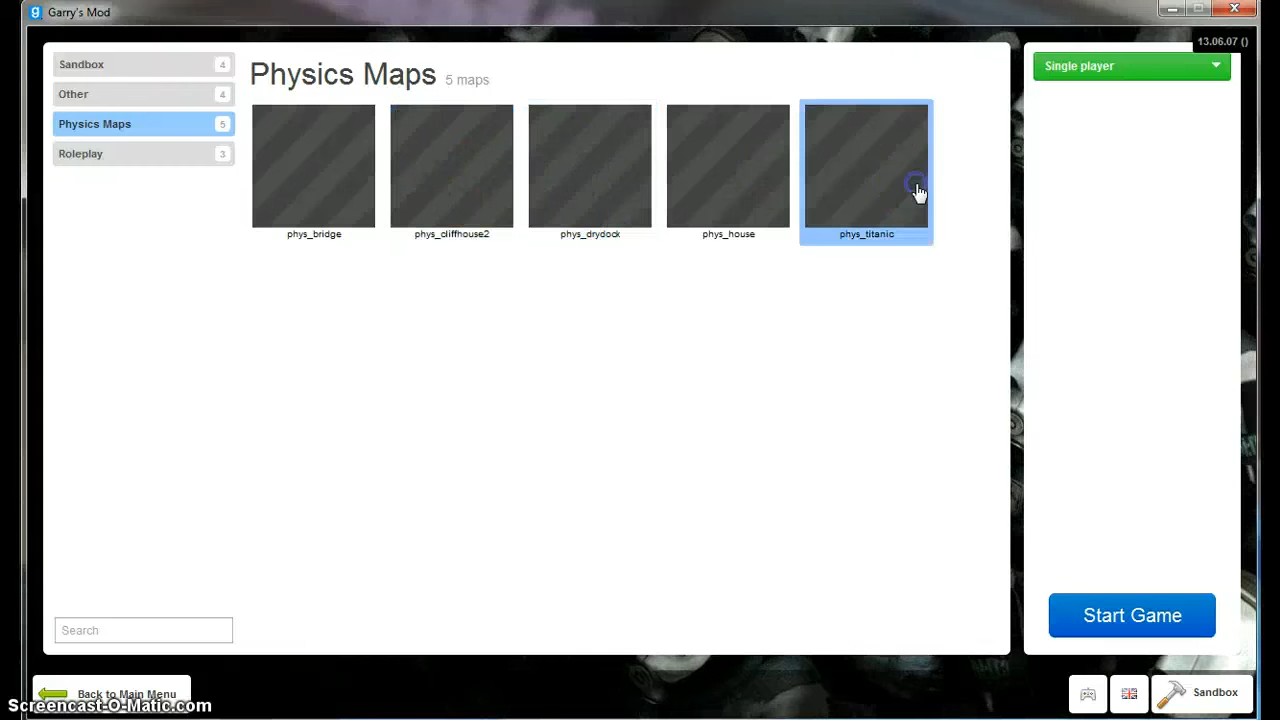 Garry's Mod
13.06.07 ()
Sandbox 4
Other 4
Physics Maps 5
Roleplay 3
Physics Maps 5 maps
phys_bridge
phys_cliffhouse2
phys_drydock
phys_house
phys_titanic
Single player
Start Game
Search
Back to Main Menu
Sandbox
Screencast-O-Matic.com